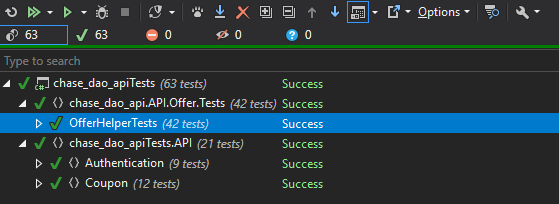 Options
63 63 0 0 0
Type to search
chase_dao_apiTests (63 tests) Success
chase_dao_api.API.Offer.Tests (42 tests) Success
OfferHelperTests (42 tests) Success
chase_dao_apiTests.API (21 tests) Success
Authentication (9 tests) Success
Coupon (12 tests) Success